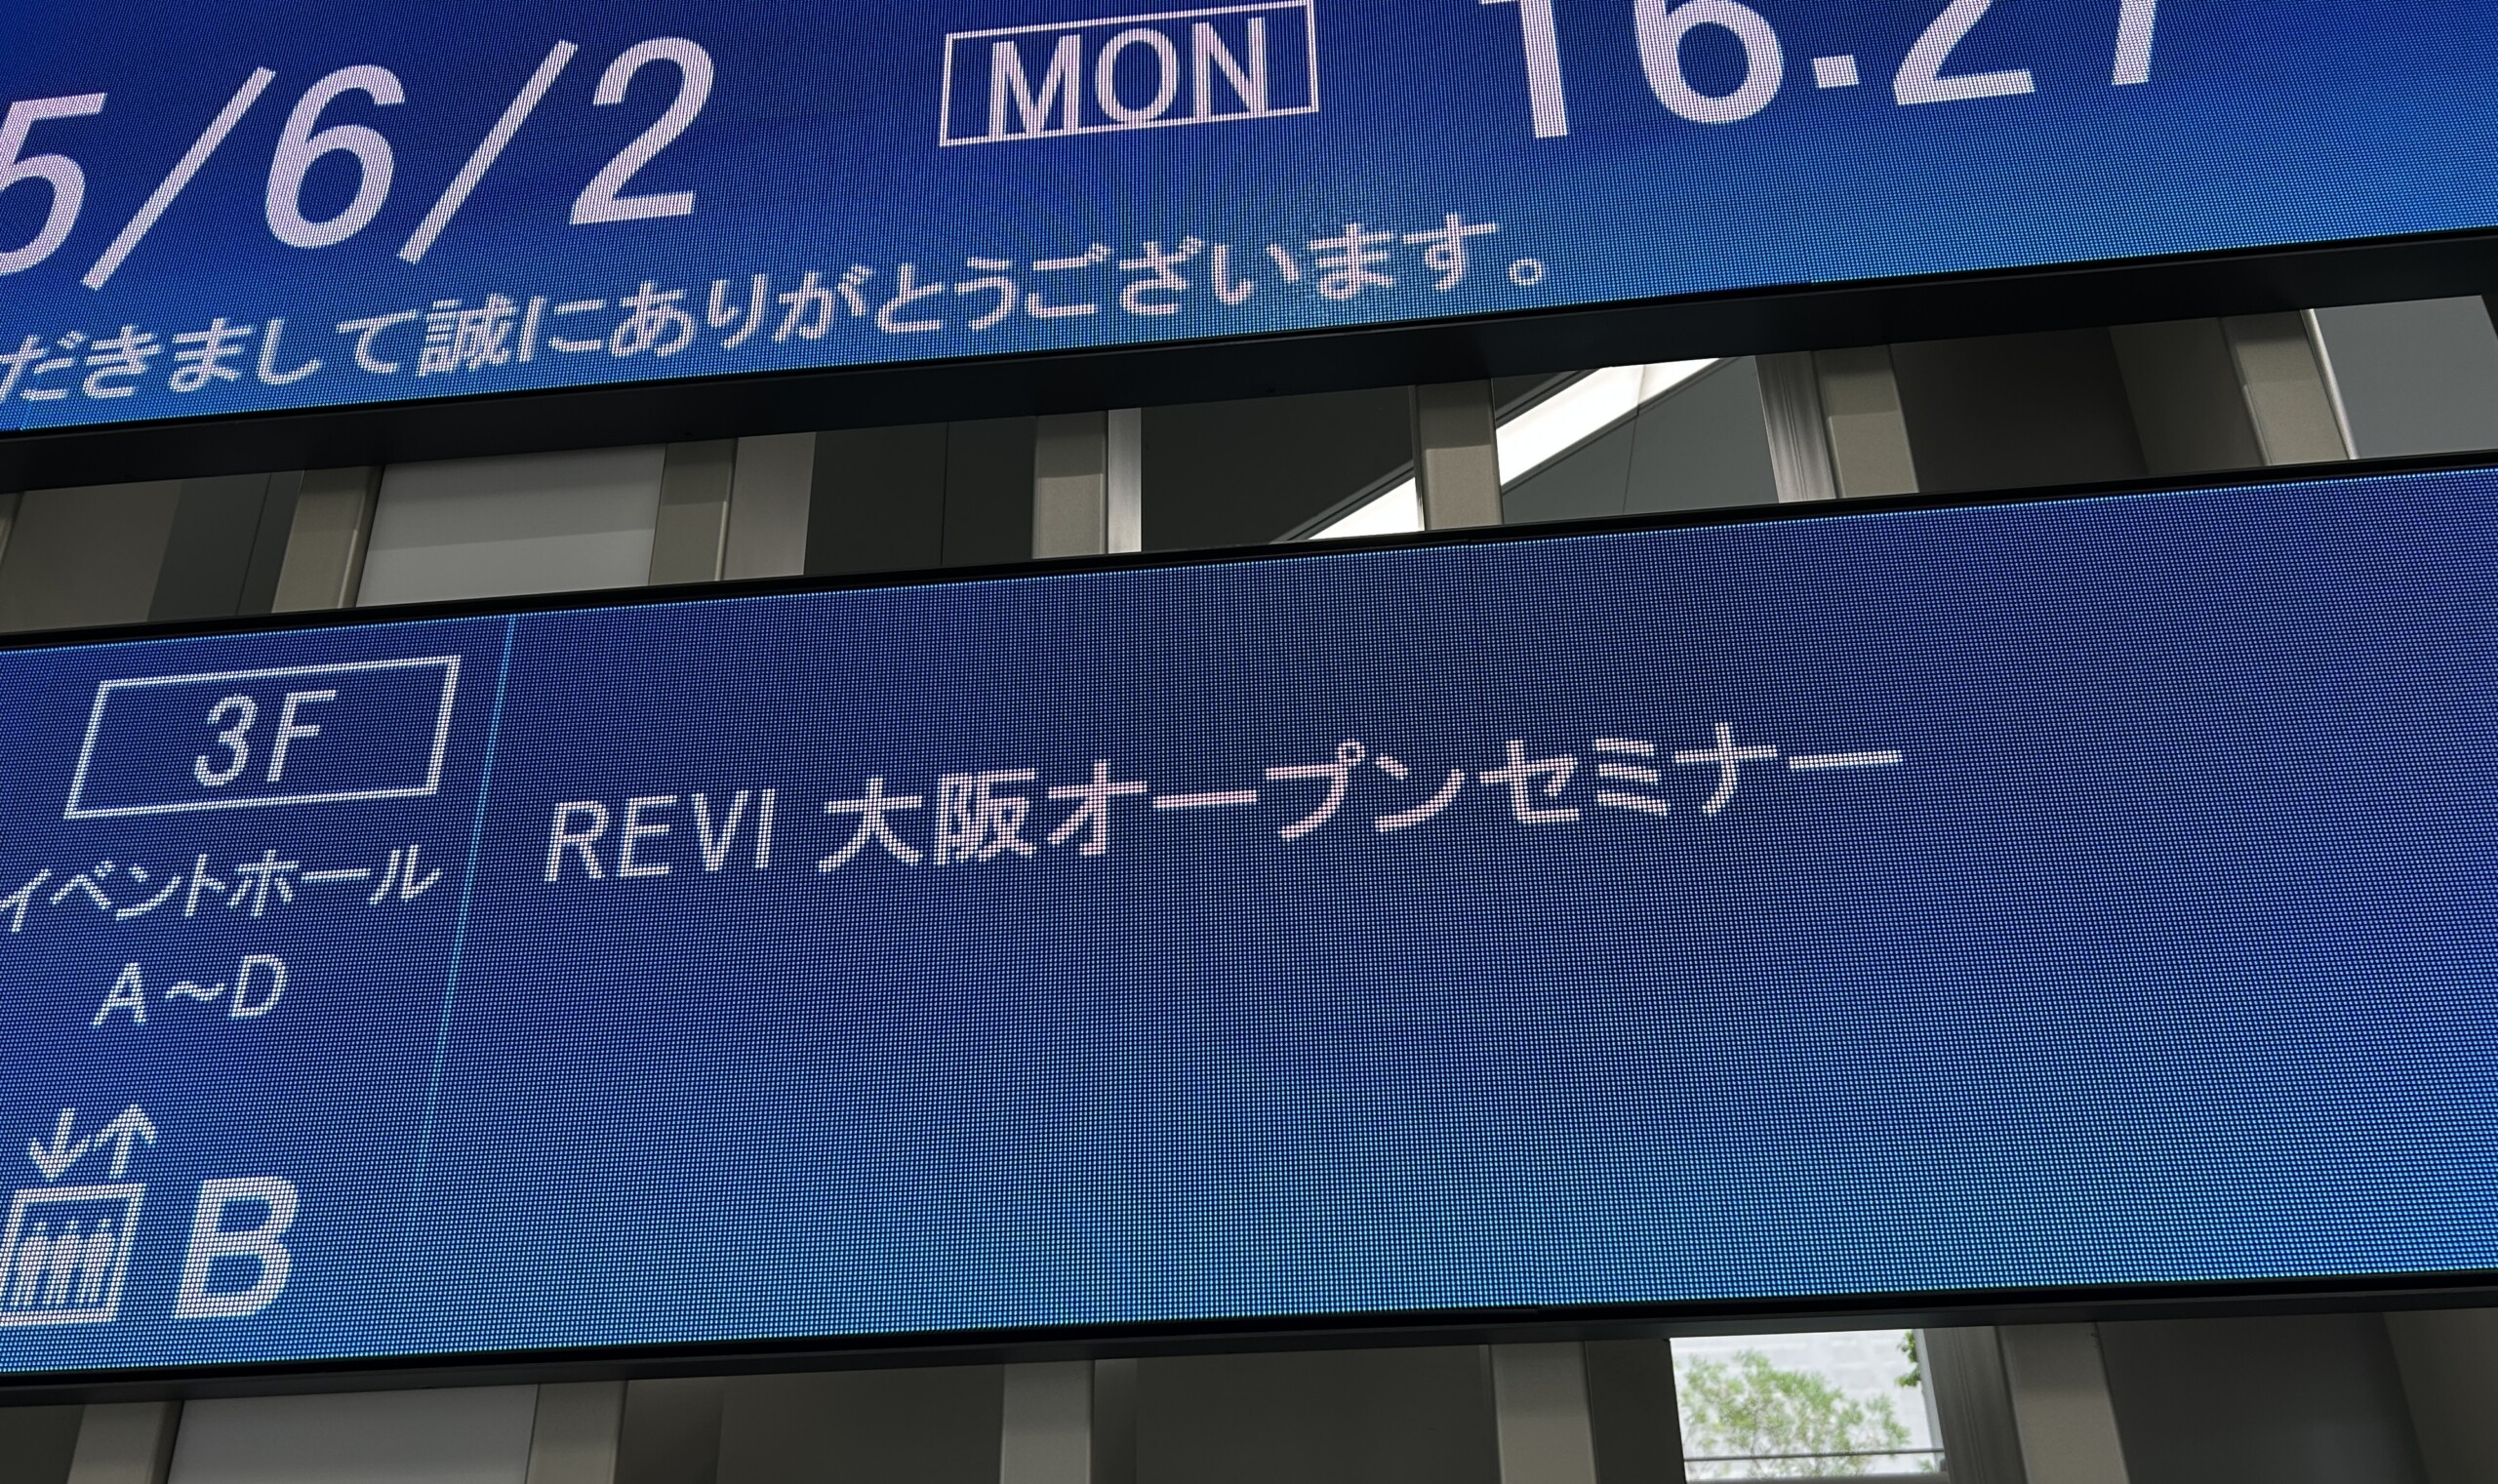 5/6/2 MON 16:21
だきまして誠にありがとうございます。
3F
イベントホール
A～D
REVI 大阪オープンセミナー
B